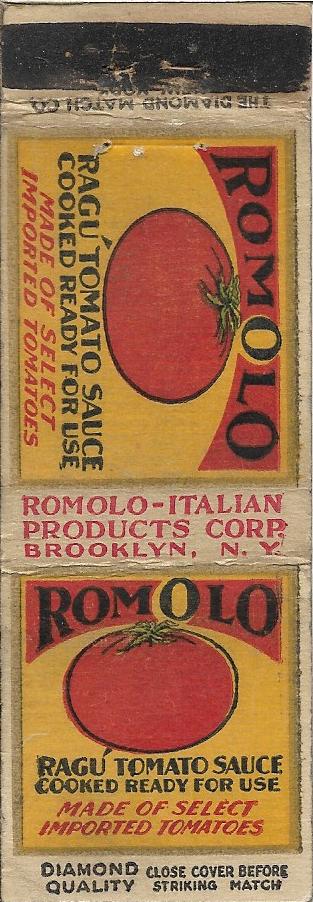 THE DIAMOND MATCH CO.
NEW YORK
ROMOLO
RAGÚ TOMATO SAUCE
COOKED READY FOR USE
MADE OF SELECT
IMPORTED TOMATOES
ROMOLO-ITALIAN
PRODUCTS CORP.
BROOKLYN, N. Y.
ROMOLO
RAGÚ TOMATO SAUCE
COOKED READY FOR USE
MADE OF SELECT
IMPORTED TOMATOES
DIAMOND QUALITY
CLOSE COVER BEFORE STRIKING MATCH